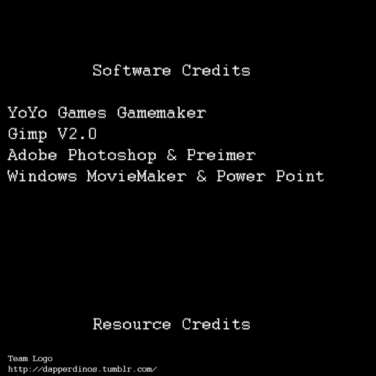 Software Credits
YoYo Games Gamemaker
Gimp V2.0
Adobe Photoshop & Preimer
Windows MovieMaker & Power Point
Resource Credits
Team Logo
http://dapperdinos.tumblr.com/